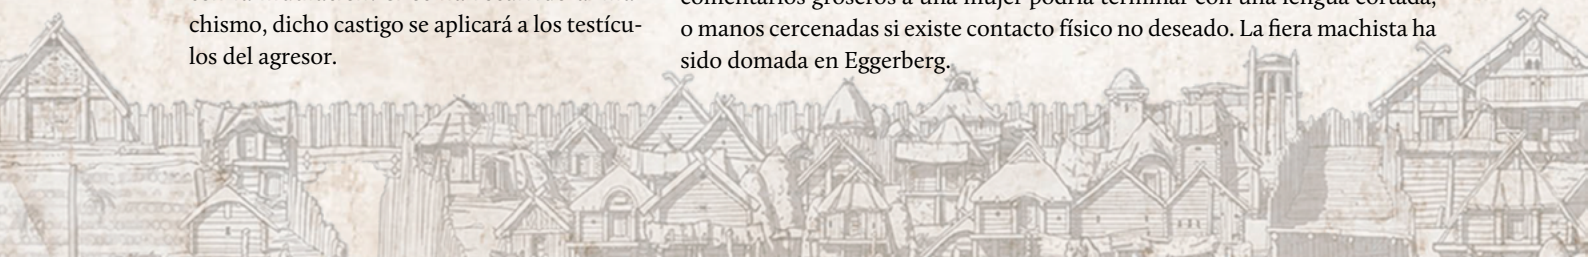 chismo, dicho castigo se aplicará a los testícu-
los del agresor.
comentarios groseros a una mujer podría terminar con una lengua cortada,
o manos cercenadas si existe contacto físico no deseado. La fiera machista ha
sido domada en Eggerberg.